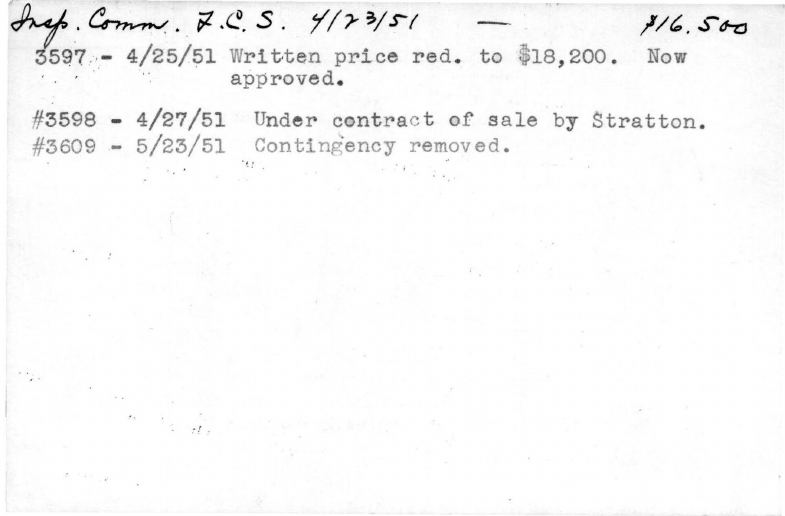 Insp. Comm. F.C.S. 4/23/51 — $16.500
3597 - 4/25/51 Written price red. to $18,200. Now
approved.
#3598 - 4/27/51 Under contract of sale by Stratton.
#3609 - 5/23/51 Contingency removed.